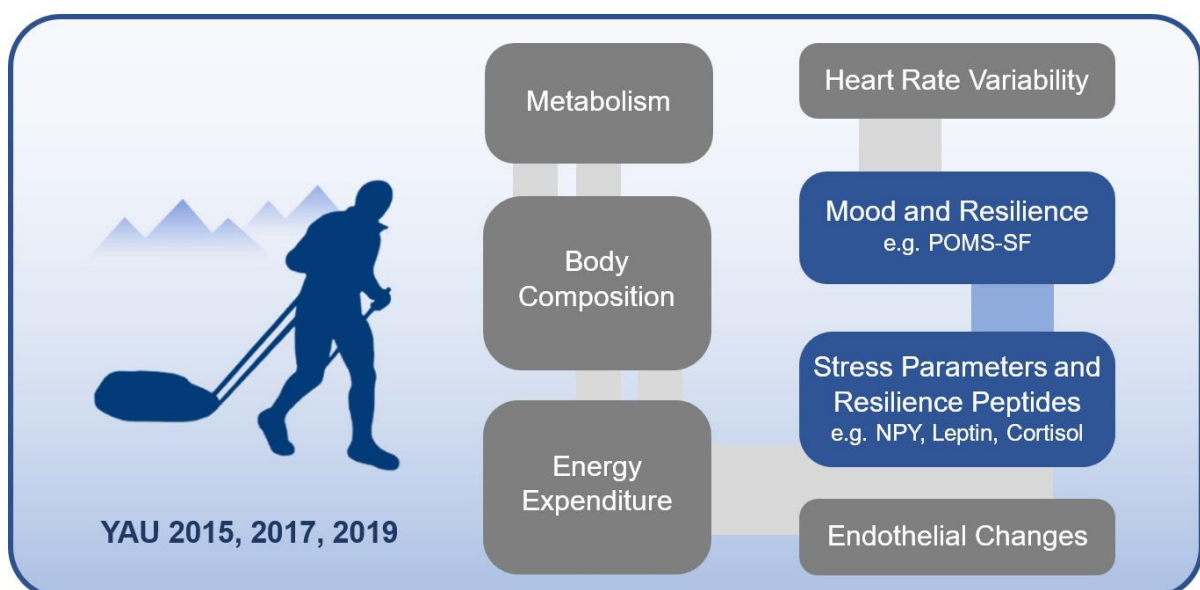 Metabolism
Body
Composition
Energy
Expenditure
Heart Rate Variability
Mood and Resilience
e.g. POMS-SF
Stress Parameters and
Resilience Peptides
e.g. NPY, Leptin, Cortisol
Endothelial Changes
YAU 2015, 2017, 2019